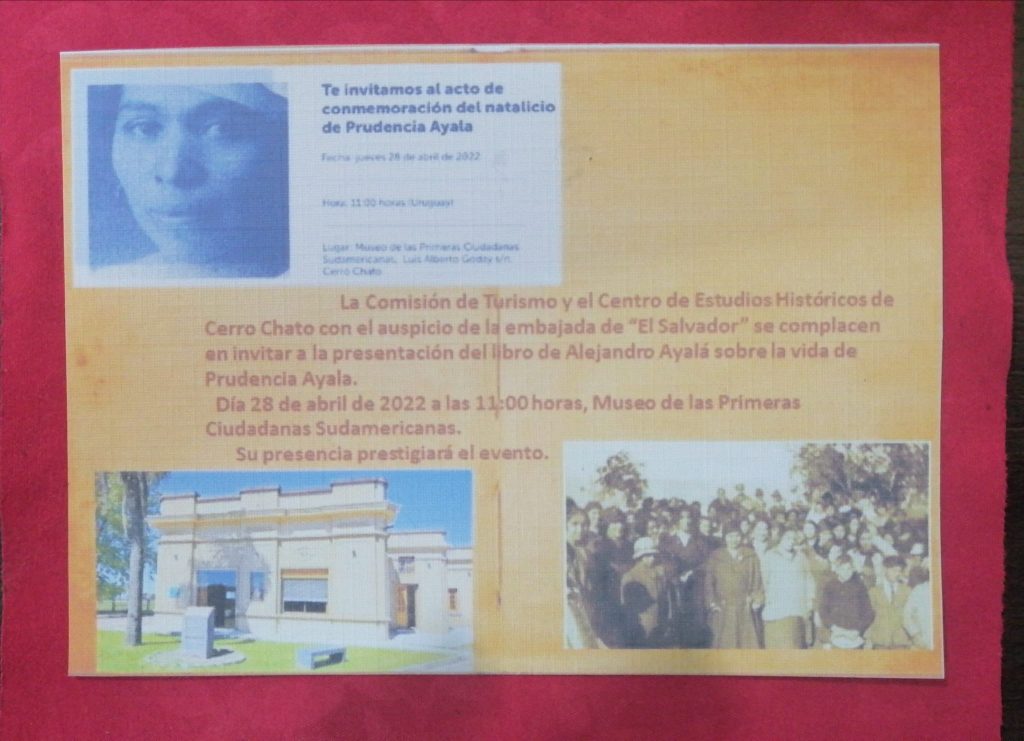 Te invitamos al acto de
conmemoración del natalicio
de Prudencia Ayala
Fecha: jueves 28 de abril de 2022
Hora: 11:00 horas (Uruguay)
Lugar: Museo de las Primeras Ciudadanas
Sudamericanas, Luis Alberto Godoy s/n.
Cerro Chato
La Comisión de Turismo y el Centro de Estudios Históricos de
Cerro Chato con el auspicio de la embajada de “El Salvador” se complacen
en invitar a la presentación del libro de Alejandro Ayalá sobre la vida de
Prudencia Ayala.
Día 28 de abril de 2022 a las 11:00 horas, Museo de las Primeras
Ciudadanas Sudamericanas.
Su presencia prestigiará el evento.